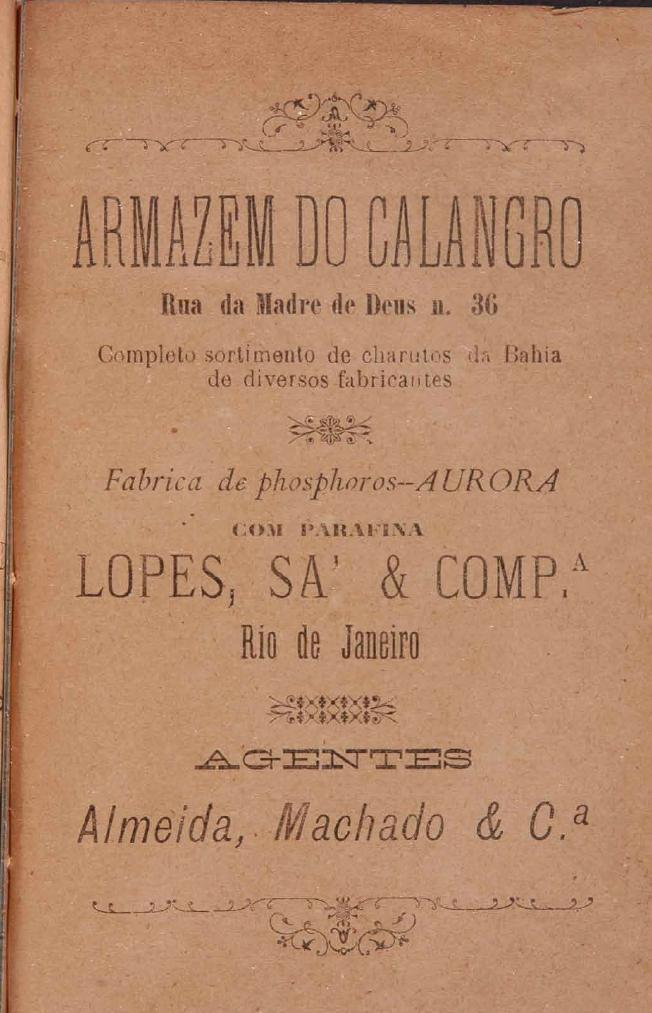 ARMAZEM DO CALANGRO
Rua da Madre de Deus n. 36
Completo sortimento de charutos da Bahia
de diversos fabricantes
Fabrica de phosphoros--AURORA
COM PARAFINA
LOPES, SA' & COMP.A
Rio de Janeiro
AGENTES
Almeida, Machado & C.a